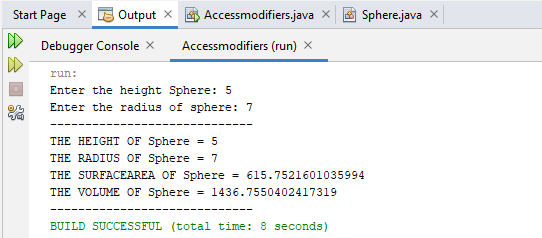 Start Page Output Accessmodifiers.java Sphere.java
Debugger Console Accessmodifiers (run)
run:
Enter the height Sphere: 5
Enter the radius of sphere: 7
-----------------------------
THE HEIGHT OF Sphere = 5
THE RADIUS OF Sphere = 7
THE SURFACEAREA OF Sphere = 615.7521601035994
THE VOLUME OF Sphere = 1436.7550402417319
-----------------------------
BUILD SUCCESSFUL (total time: 8 seconds)